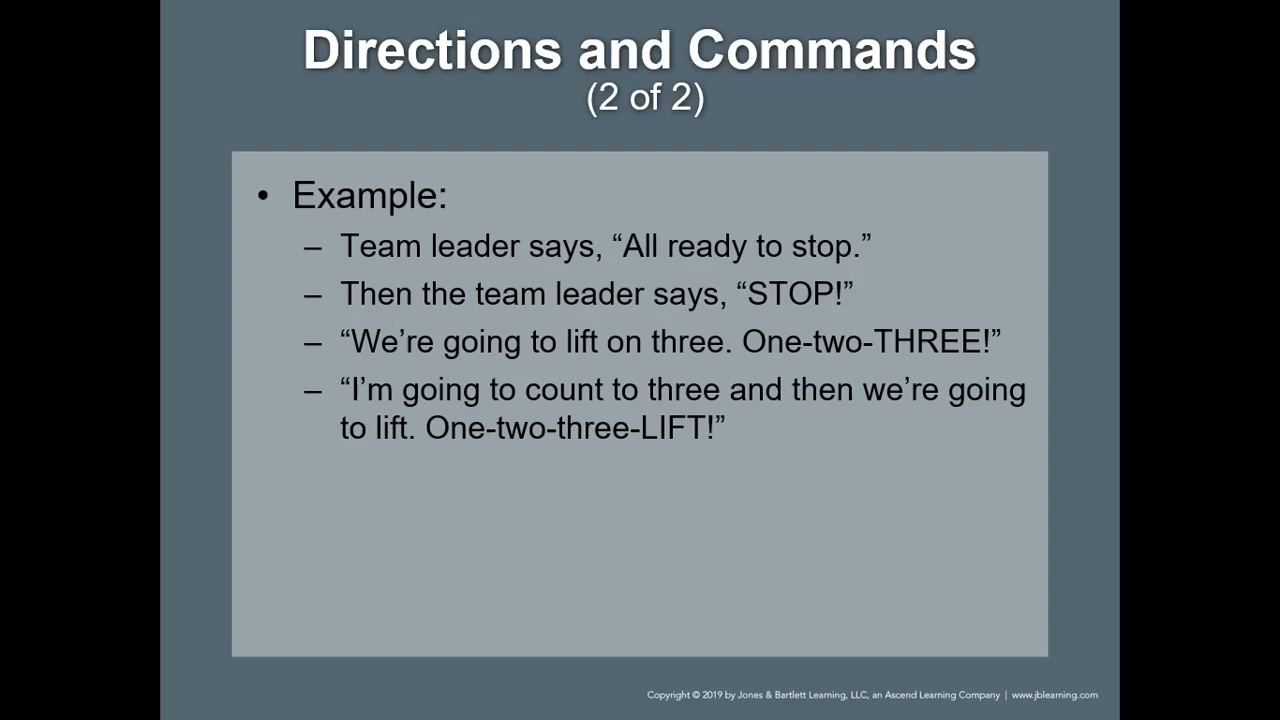 Directions and Commands
(2 of 2)
• Example:
– Team leader says, “All ready to stop.”
– Then the team leader says, “STOP!”
– “We’re going to lift on three. One-two-THREE!”
– “I’m going to count to three and then we’re going
to lift. One-two-three-LIFT!”
Copyright © 2019 by Jones & Bartlett Learning, LLC, an Ascend Learning Company | www.jblearning.com